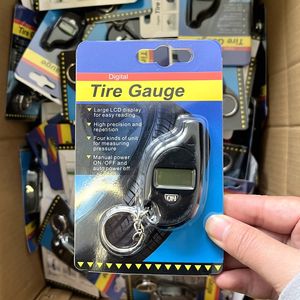 Digital
Tire Gauge
Large LCD display
for easy reading
High precision and
repetition
Four kinds of unit
for measuring
pressure
Manual power
ON/OFF and
auto power off
ON